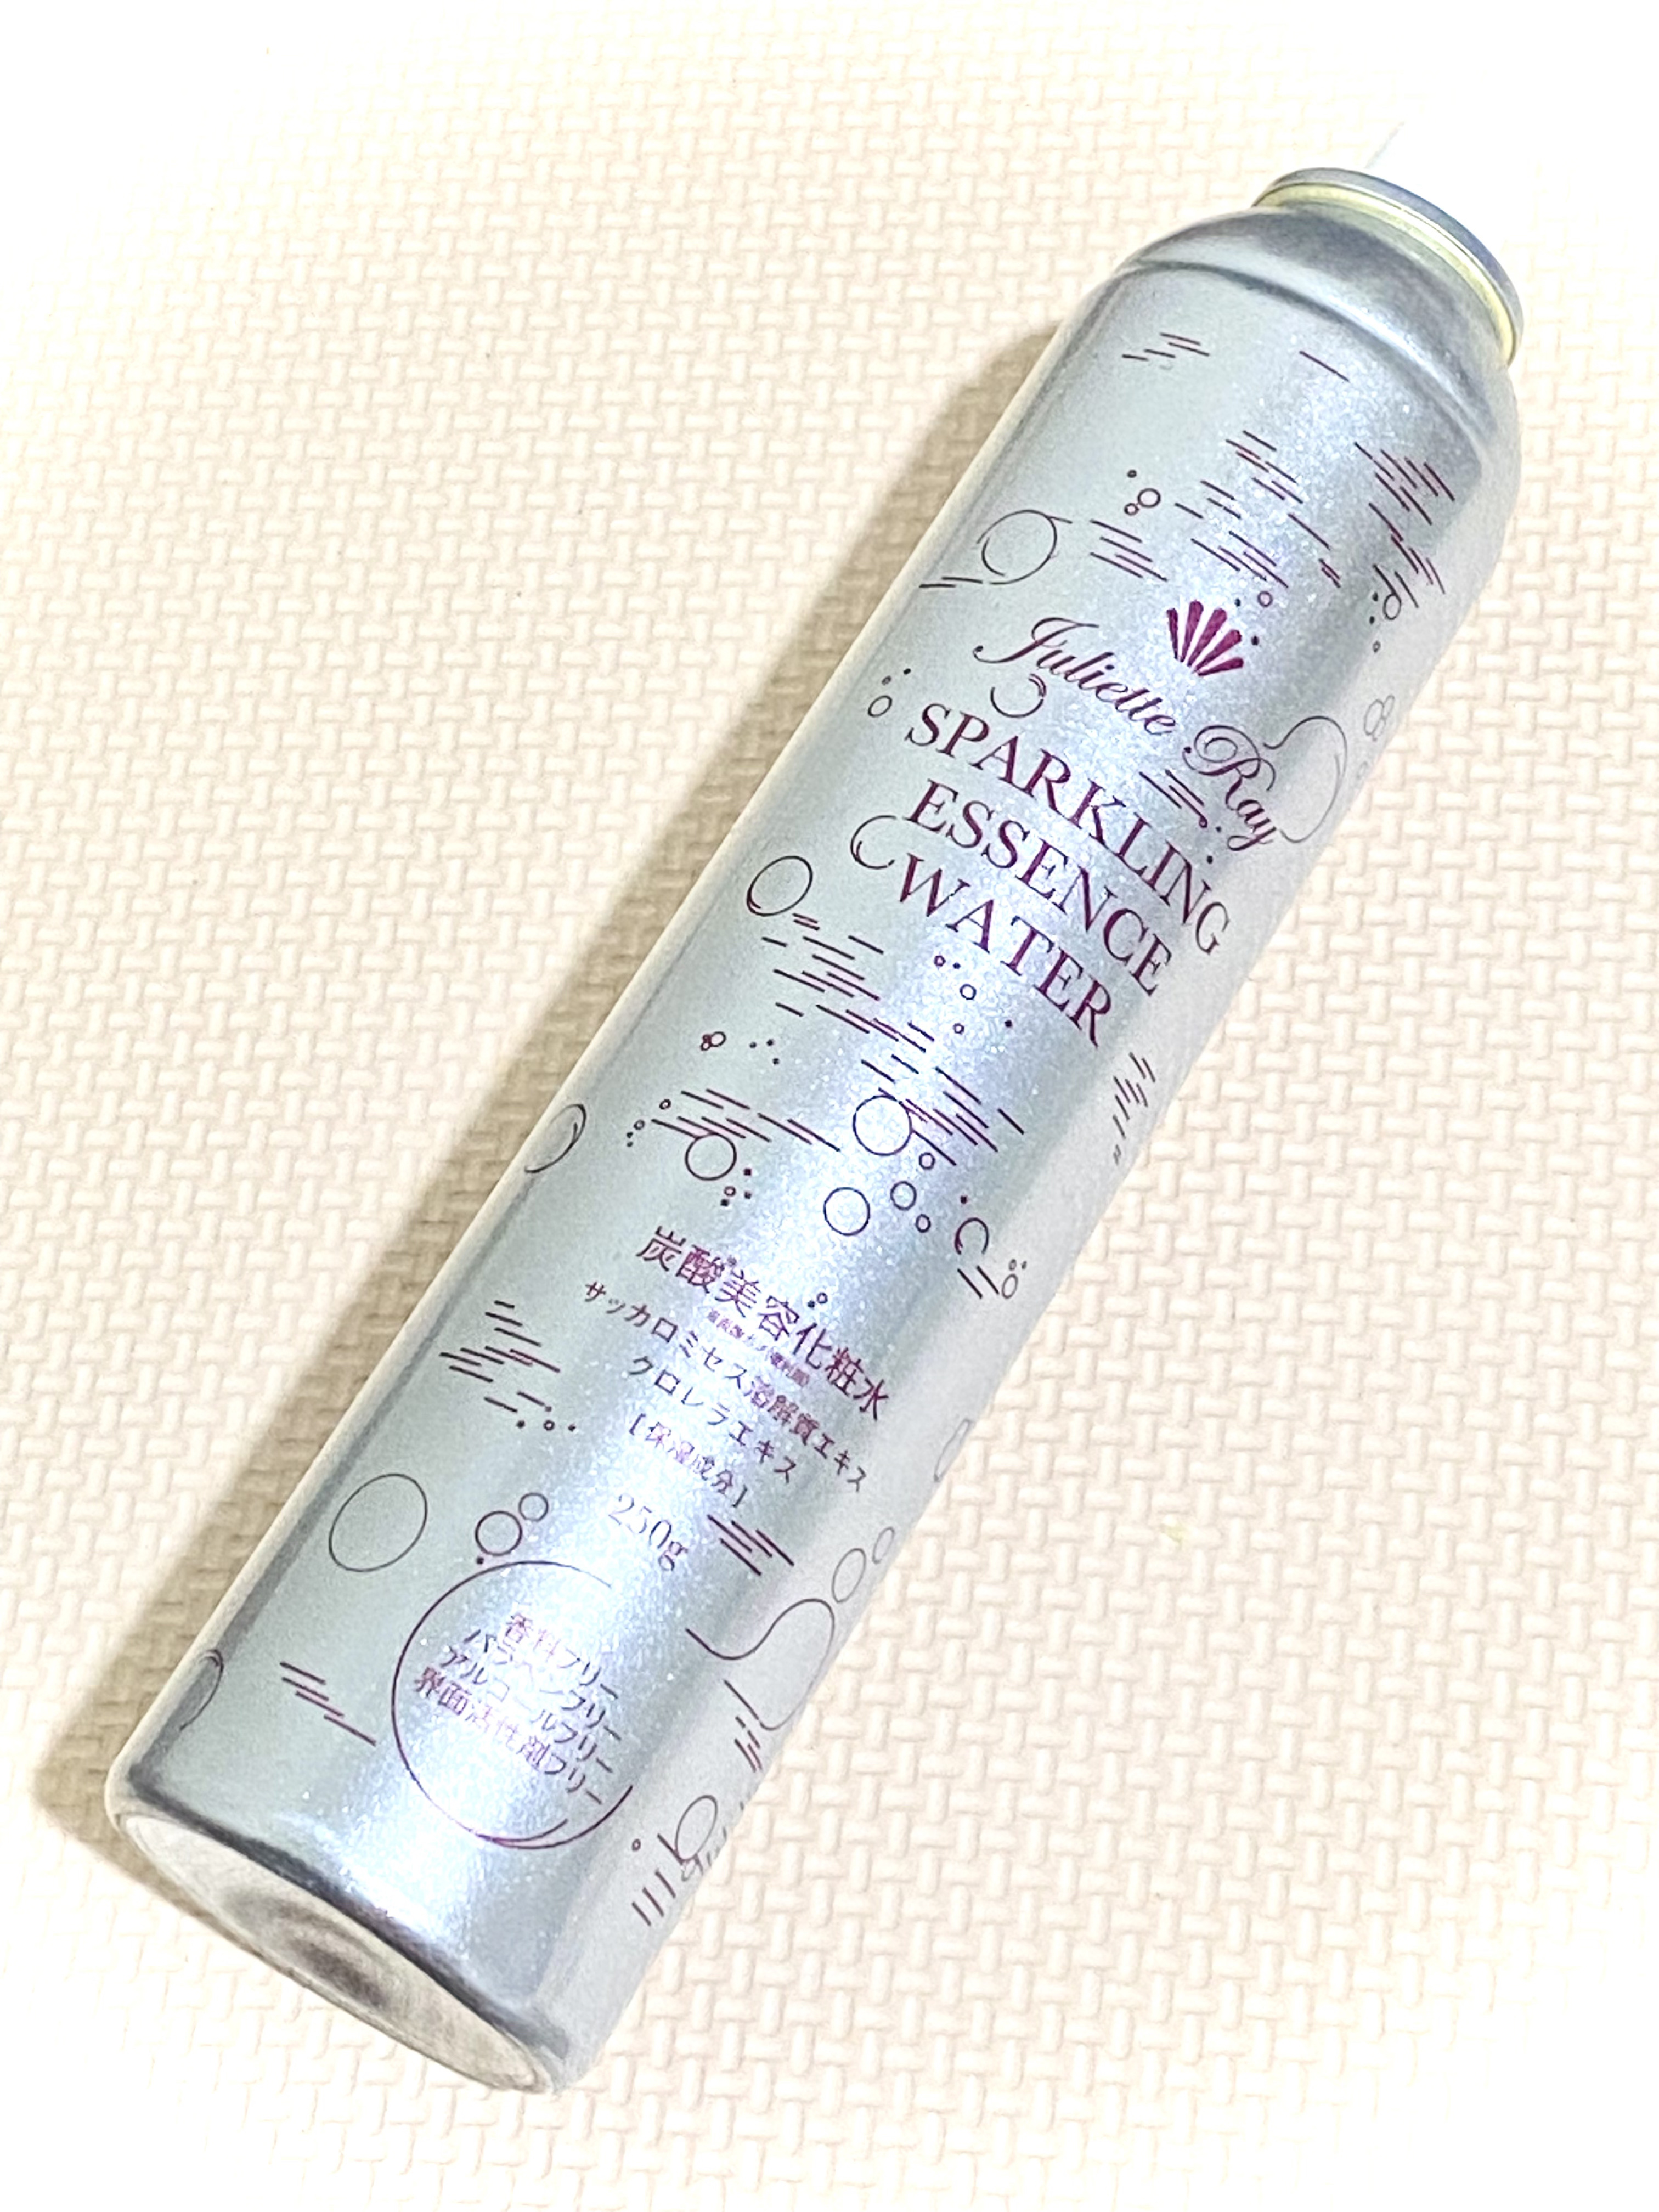 Juliette Ray
SPARKLING
ESSENCE
WATER
炭酸美容化粧水
サッカロミセス溶解質エキス
クロレラエキス
[保湿成分]
250g
香料フリー
パラベンフリー
アルコールフリー
界面活性剤フリー